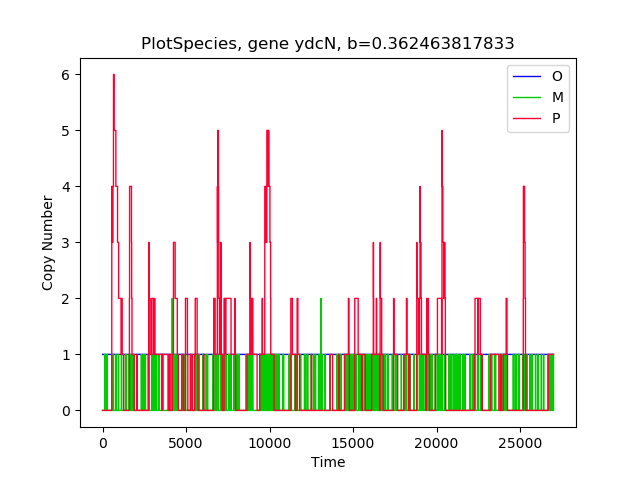 PlotSpecies, gene ydcN, b=0.362463817833
O
M
P
6
5
4
3
2
1
0
Copy Number
0 5000 10000 15000 20000 25000
Time